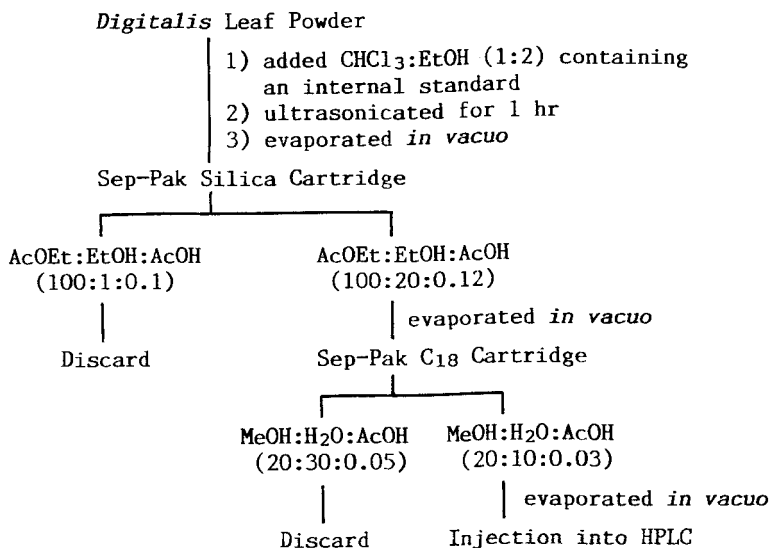 Digitalis Leaf Powder
1) added CHCl3:EtOH (1:2) containing
an internal standard
2) ultrasonicated for 1 hr
3) evaporated in vacuo
Sep-Pak Silica Cartridge
AcOEt:EtOH:AcOH
(100:1:0.1)
Discard
AcOEt:EtOH:AcOH
(100:20:0.12)
evaporated in vacuo
Sep-Pak C18 Cartridge
MeOH:H2O:AcOH
(20:30:0.05)
Discard
MeOH:H2O:AcOH
(20:10:0.03)
evaporated in vacuo
Injection into HPLC